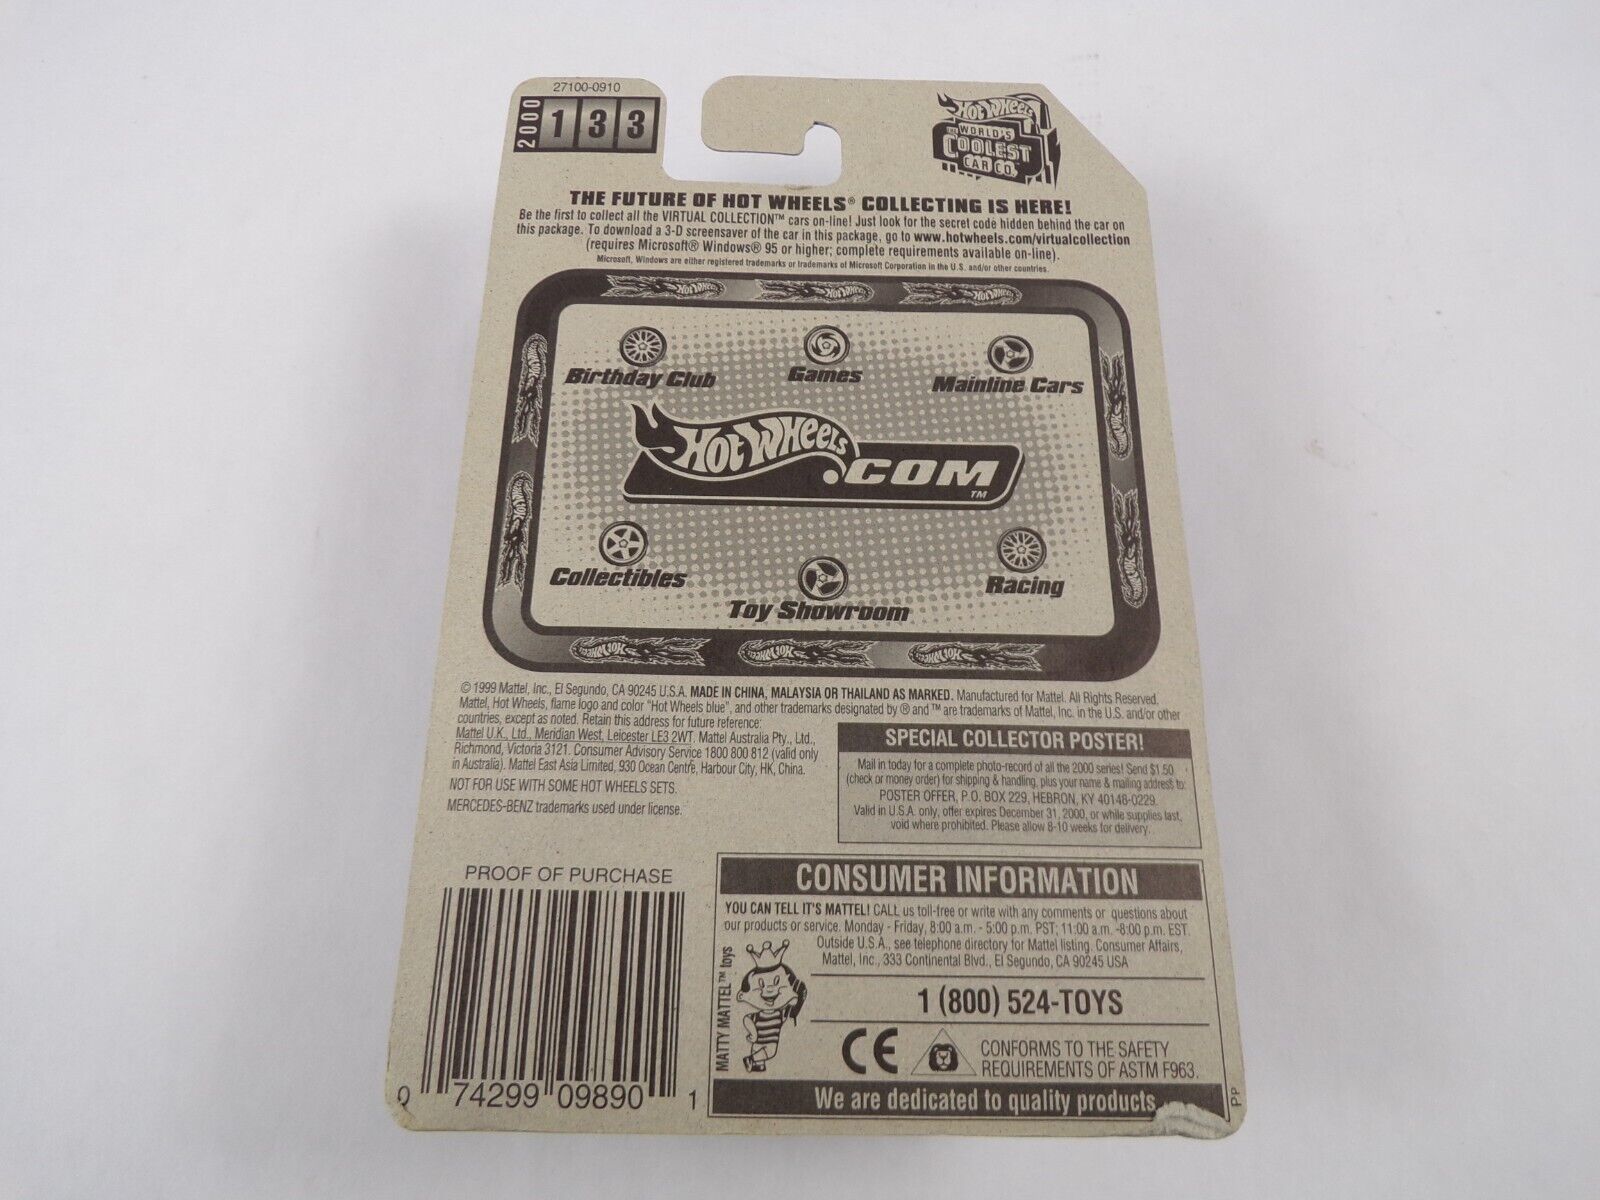 27100-0910
2000 133
HOT WHEELS
THE WORLD'S
COOLEST
CAR CO.
THE FUTURE OF HOT WHEELS® COLLECTING IS HERE!
Be the first to collect all the VIRTUAL COLLECTION™ cars on-line! Just look for the secret code hidden behind the car on
this package. To download a 3-D screensaver of the car in this package, go to www.hotwheels.com/virtualcollection
(requires Microsoft® Windows® 95 or higher; complete requirements available on-line).
Microsoft, Windows are either registered trademarks or trademarks of Microsoft Corporation in the U.S. and/or other countries.
HOT WHEELS HOT WHEELS HOT WHEELS
Birthday Club
Games
Mainline Cars
HOT WHEELS .COM™
Collectibles
Toy Showroom
Racing
HOT WHEELS HOT WHEELS HOT WHEELS
© 1999 Mattel, Inc., El Segundo, CA 90245 U.S.A. MADE IN CHINA, MALAYSIA OR THAILAND AS MARKED. Manufactured for Mattel. All Rights Reserved.
Mattel, Hot Wheels, flame logo and color "Hot Wheels blue", and other trademarks designated by ® and ™ are trademarks of Mattel, Inc. in the U.S. and/or other
countries, except as noted. Retain this address for future reference:
Mattel U.K., Ltd., Meridian West, Leicester LE3 2WT. Mattel Australia Pty., Ltd.,
Richmond, Victoria 3121. Consumer Advisory Service 1800 800 812 (valid only
in Australia). Mattel East Asia Limited, 930 Ocean Centre, Harbour City, HK, China.
NOT FOR USE WITH SOME HOT WHEELS SETS.
MERCEDES-BENZ trademarks used under license.
SPECIAL COLLECTOR POSTER!
Mail in today for a complete photo-record of all the 2000 series! Send $1.50
(check or money order) for shipping & handling, plus your name & mailing address to:
POSTER OFFER, P.O. BOX 229, HEBRON, KY 40148-0229.
Valid in U.S.A. only, offer expires December 31, 2000, or while supplies last,
void where prohibited. Please allow 8-10 weeks for delivery.
PROOF OF PURCHASE
0 74299 09890 1
CONSUMER INFORMATION
YOU CAN TELL IT'S MATTEL! CALL us toll-free or write with any comments or questions about
our products or service. Monday - Friday, 8:00 a.m. - 5:00 p.m. PST; 11:00 a.m. -8:00 p.m. EST.
Outside U.S.A., see telephone directory for Mattel listing. Consumer Affairs,
Mattel, Inc., 333 Continental Blvd., El Segundo, CA 90245 USA
MATTY MATTEL™ toys
1 (800) 524-TOYS
CE
CONFORMS TO THE SAFETY
REQUIREMENTS OF ASTM F963.
We are dedicated to quality products
PP